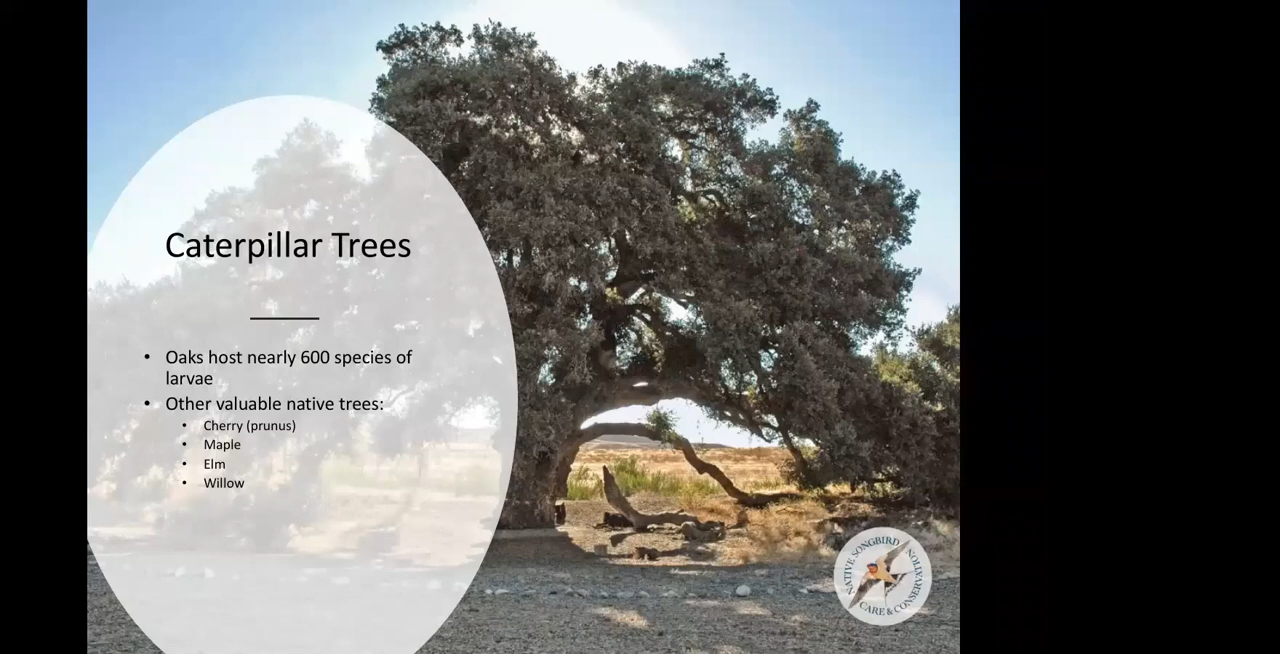 Caterpillar Trees
• Oaks host nearly 600 species of
larvae
• Other valuable native trees:
• Cherry (prunus)
• Maple
• Elm
• Willow
NATIVE SONGBIRD
CARE & CONSERVATION